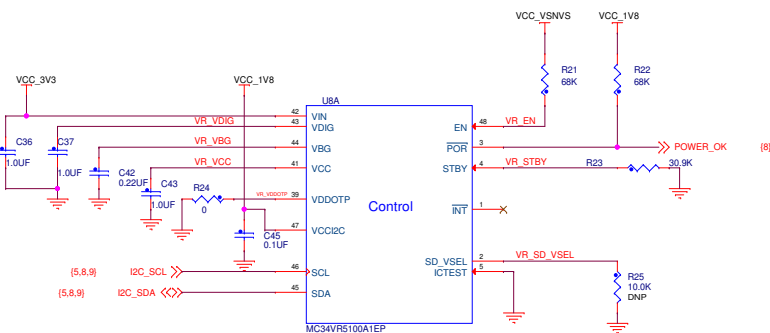 VCC_VSNVS VCC_1V8
VCC_3V3 VCC_1V8
R21
68K
R22
68K
U8A
42 VIN
VR_VDIG 43 VDIG
48 EN VR_EN
C36
1.0UF
C37
1.0UF
VR_VBG 44 VBG
3 POR POWER_OK {8}
VR_VCC 41 VCC
4 STBY VR_STBY R23 30.9K
C42
0.22UF
C43
1.0UF
R24
0
VR_VDDOTP 39 VDDOTP
Control
1 INT
47 VCCI2C
C45
0.1UF
2 SD_VSEL VR_SD_VSEL
5 ICTEST
{5,8,9} I2C_SCL 46 SCL
{5,8,9} I2C_SDA 45 SDA
R25
10.0K
DNP
MC34VR5100A1EP